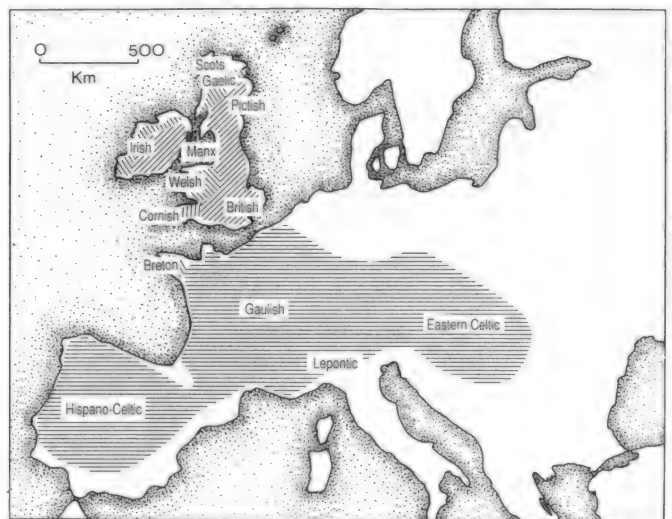 0 500
Km
Scots
Gaelic
Pictish
Irish
Manx
Welsh
Cornish
British
Breton
Gaulish
Eastern Celtic
Lepontic
Hispano-Celtic